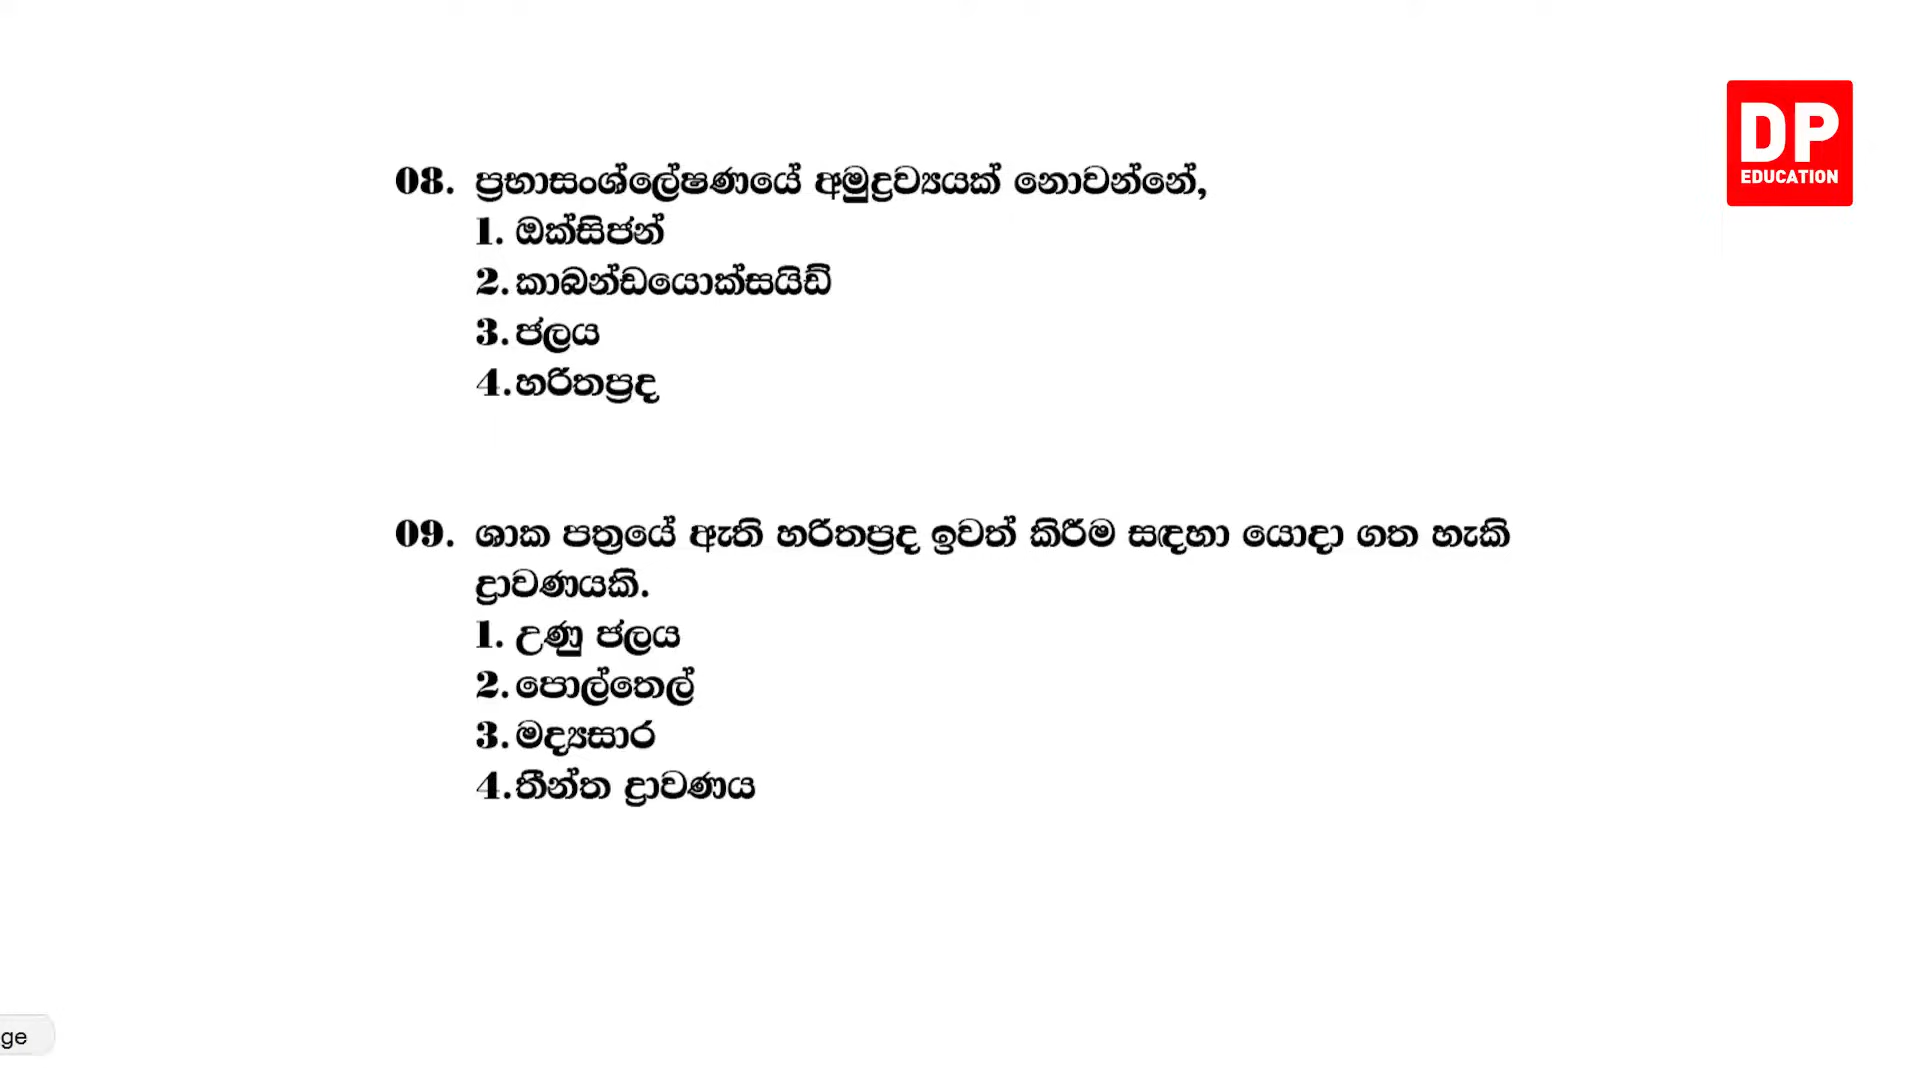 DP
EDUCATION
08. ප්‍රභාසංශ්ලේෂණයේ අමුද්‍රව්‍යයක් නොවන්නේ,
1. ඔක්සිජන්
2. කාබන්ඩයොක්සයිඩ්
3. ජලය
4. හරිතප්‍රද
09. ශාක පත්‍රයේ ඇති හරිතප්‍රද ඉවත් කිරීම සඳහා යොදා ගත හැකි
ද්‍රාවණයකි.
1. උණු ජලය
2. පොල්තෙල්
3. මද්‍යසාර
4. තීන්ත ද්‍රාවණය
ge